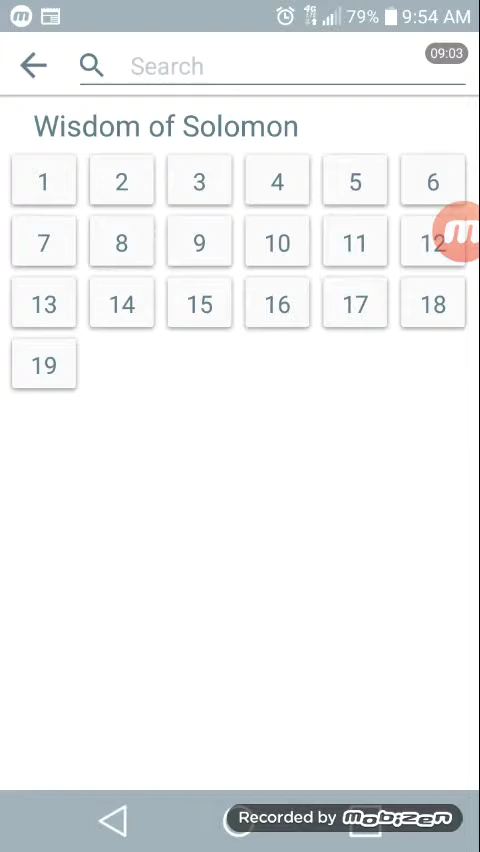 m 4G 79% 9:54 AM
Search 09:03
Wisdom of Solomon
1 2 3 4 5 6
7 8 9 10 11 12
m
13 14 15 16 17 18
19
Recorded by mobizen